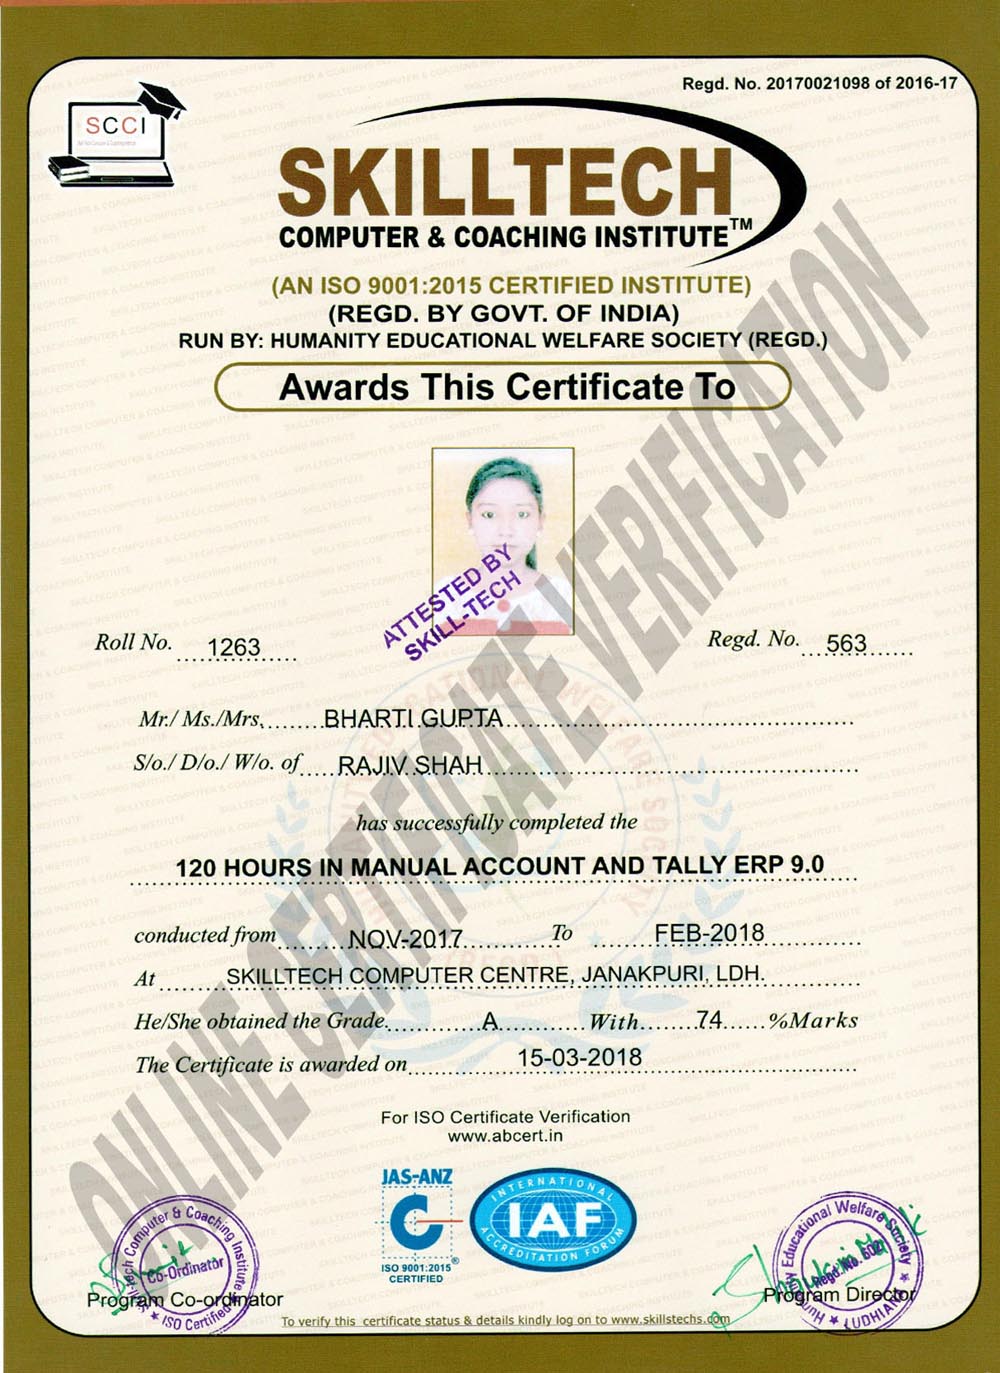 Regd. No. 20170021098 of 2016-17
SCCI
SKILLTECH
COMPUTER & COACHING INSTITUTE™
(AN ISO 9001:2015 CERTIFIED INSTITUTE)
(REGD. BY GOVT. OF INDIA)
RUN BY: HUMANITY EDUCATIONAL WELFARE SOCIETY (REGD.)
Awards This Certificate To
ATTESTED BY
SKILL-TECH
Roll No. 1263
Regd. No. 563
Mr./ Ms./Mrs. BHARTI GUPTA
S/o./ D/o./ W/o. of RAJIV SHAH
has successfully completed the
120 HOURS IN MANUAL ACCOUNT AND TALLY ERP 9.0
conducted from NOV-2017 To FEB-2018
At SKILLTECH COMPUTER CENTRE, JANAKPURI, LDH.
He/She obtained the Grade A With 74 %Marks
The Certificate is awarded on 15-03-2018
ONLINE CERTIFICATE VERIFICATION
For ISO Certificate Verification
www.abcert.in
JAS-ANZ
ISO 9001:2015
CERTIFIED
INTERNATIONAL
IAF
ACCREDITATION FORUM
Computer & Coaching Institute
Co-Ordinator
ISO Certified
Program Co-ordinator
Educational Welfare Society
Regd. No. 6021
LUDHIANA
Program Director
To verify this certificate status & details kindly log on to www.skillstechs.com